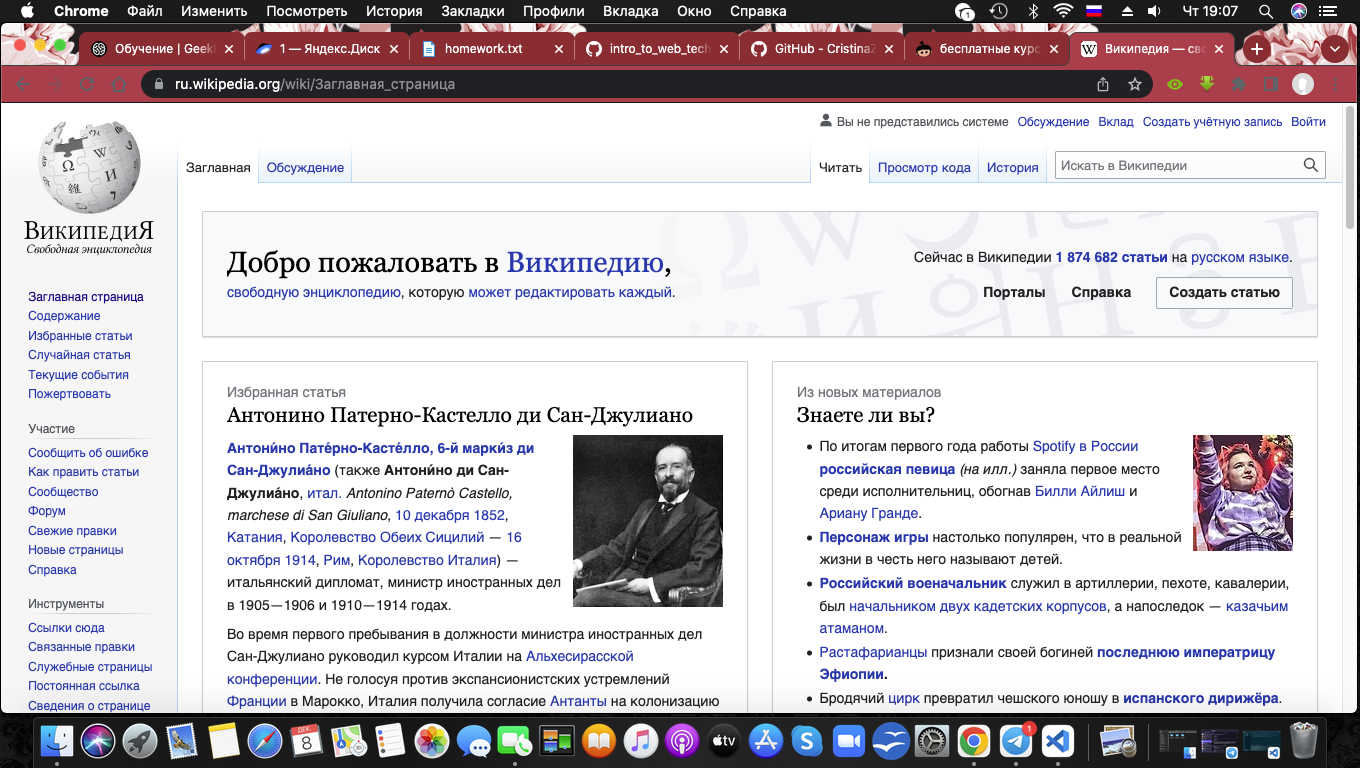 Chrome Файл Изменить Посмотреть История Закладки Профили Вкладка Окно Справка 1 Чт 19:07
Обучение | Geek
1 — Яндекс.Диск
homework.txt
intro_to_web_tech
GitHub - CristinaZ
бесплатные курс
Википедия — сво
ru.wikipedia.org/wiki/Заглавная_страница
Вы не представились системе Обсуждение Вклад Создать учётную запись Войти
Заглавная Обсуждение Читать Просмотр кода История Искать в Википедии
ВикипедиЯ
Свободная энциклопедия
Заглавная страница
Содержание
Избранные статьи
Случайная статья
Текущие события
Пожертвовать
Участие
Сообщить об ошибке
Как править статьи
Сообщество
Форум
Свежие правки
Новые страницы
Справка
Инструменты
Ссылки сюда
Связанные правки
Служебные страницы
Постоянная ссылка
Сведения о странице
Добро пожаловать в Википедию,
свободную энциклопедию, которую может редактировать каждый.
Сейчас в Википедии 1 874 682 статьи на русском языке.
Порталы Справка Создать статью
Избранная статья
Антонино Патерно-Кастелло ди Сан-Джулиано
Антони́но Пате́рно-Касте́лло, 6-й марки́з ди
Сан-Джулиа́но (также Антони́но ди Сан-
Джулиа́но, итал. Antonino Paternò Castello,
marchese di San Giuliano, 10 декабря 1852,
Катания, Королевство Обеих Сицилий — 16
октября 1914, Рим, Королевство Италия) —
итальянский дипломат, министр иностранных дел
в 1905—1906 и 1910—1914 годах.
Во время первого пребывания в должности министра иностранных дел
Сан-Джулиано руководил курсом Италии на Альхесирасской
конференции. Не голосуя против экспансионистских устремлений
Франции в Марокко, Италия получила согласие Антанты на колонизацию
Из новых материалов
Знаете ли вы?
• По итогам первого года работы Spotify в России
российская певица (на илл.) заняла первое место
среди исполнительниц, обогнав Билли Айлиш и
Ариану Гранде.
• Персонаж игры настолько популярен, что в реальной
жизни в честь него называют детей.
• Российский военачальник служил в артиллерии, пехоте, кавалерии,
был начальником двух кадетских корпусов, а напоследок — казачьим
атаманом.
• Растафарианцы признали своей богиней последнюю императрицу
Эфиопии.
• Бродячий цирк превратил чешского юношу в испанского дирижёра.
ДЕК.
8
tv
1